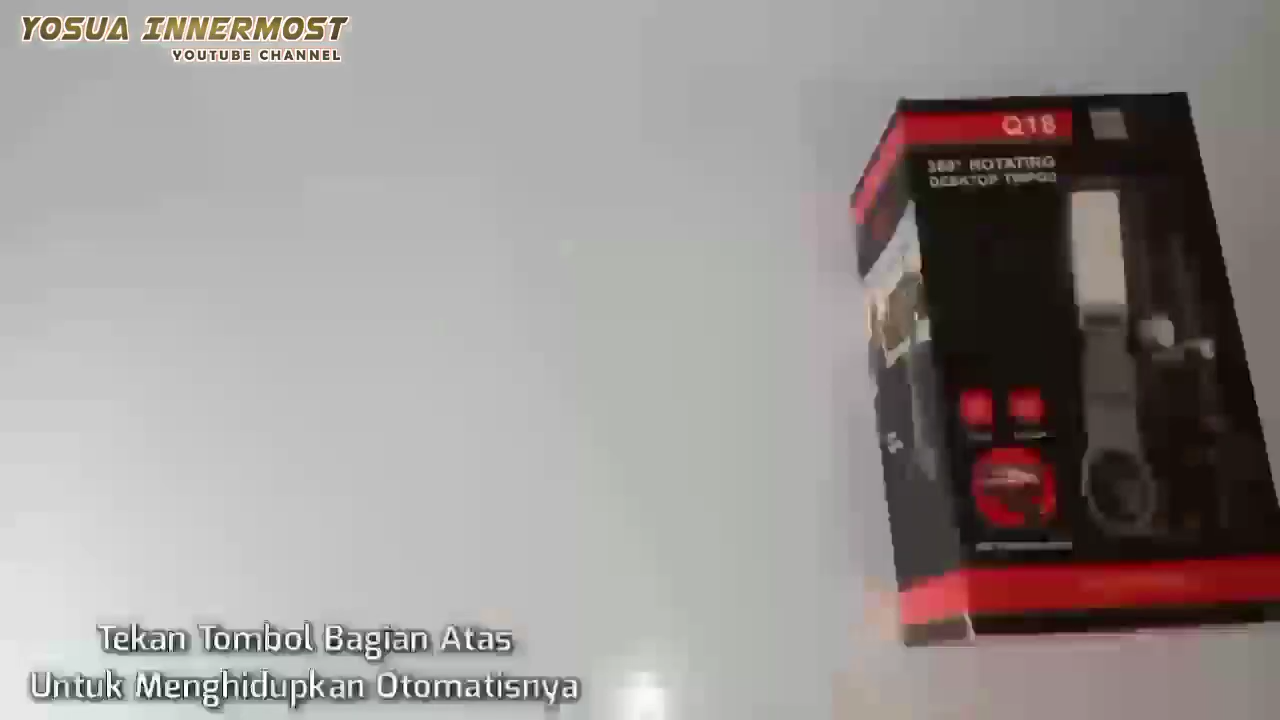 YOSUA INNERMOST
YOUTUBE CHANNEL
Q18
360° ROTATING
DESKTOP TRIPOD
Tekan Tombol Bagian Atas
Untuk Menghidupkan Otomatisnya